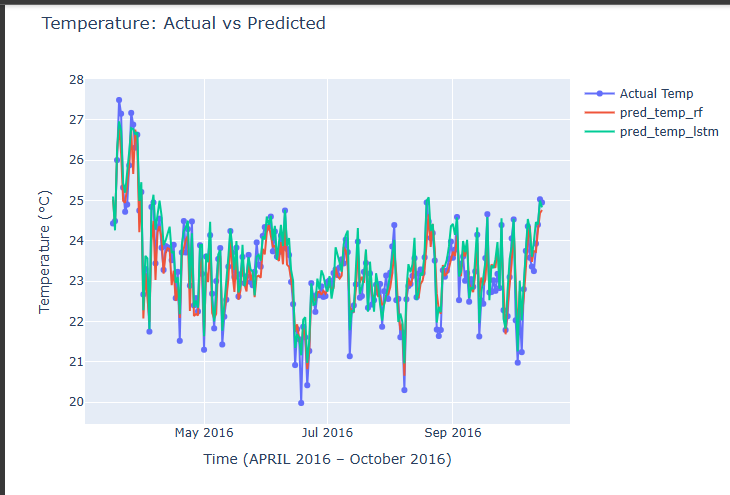 Temperature: Actual vs Predicted
28
27
26
25
24
23
22
21
20
Temperature (°C)
May 2016
Jul 2016
Sep 2016
Time (APRIL 2016 – October 2016)
Actual Temp
pred_temp_rf
pred_temp_lstm